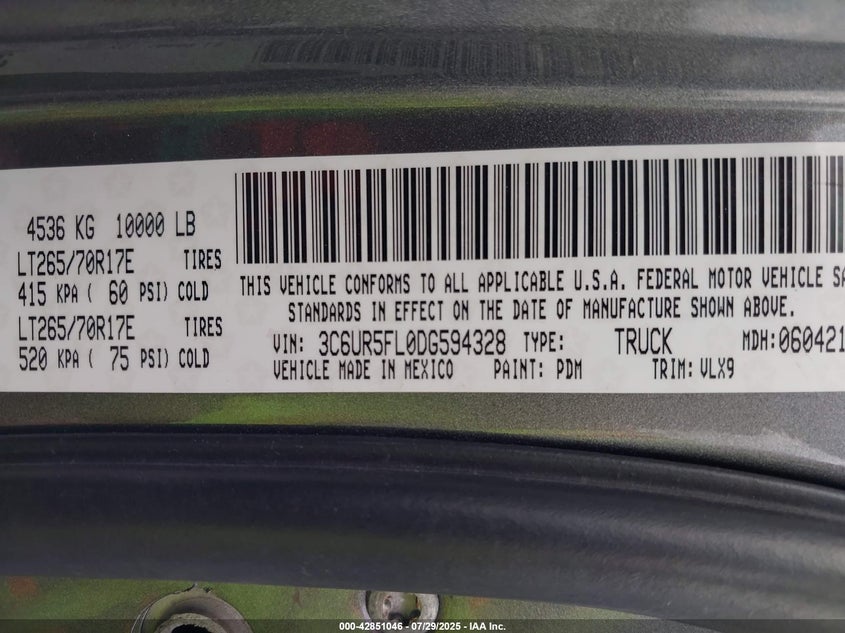 4536 KG 10000 LB
LT265/70R17E TIRES
415 KPA ( 60 PSI) COLD
LT265/70R17E TIRES
520 KPA ( 75 PSI) COLD
THIS VEHICLE CONFORMS TO ALL APPLICABLE U.S.A. FEDERAL MOTOR VEHICLE SA
STANDARDS IN EFFECT ON THE DATE OF MANUFACTURE SHOWN ABOVE.
VIN: 3C6UR5FL0DG594328 TYPE: TRUCK MDH: 060421
VEHICLE MADE IN MEXICO PAINT: PDM TRIM: VLX9
000-42851046 - 07/29/2025 - IAA Inc.